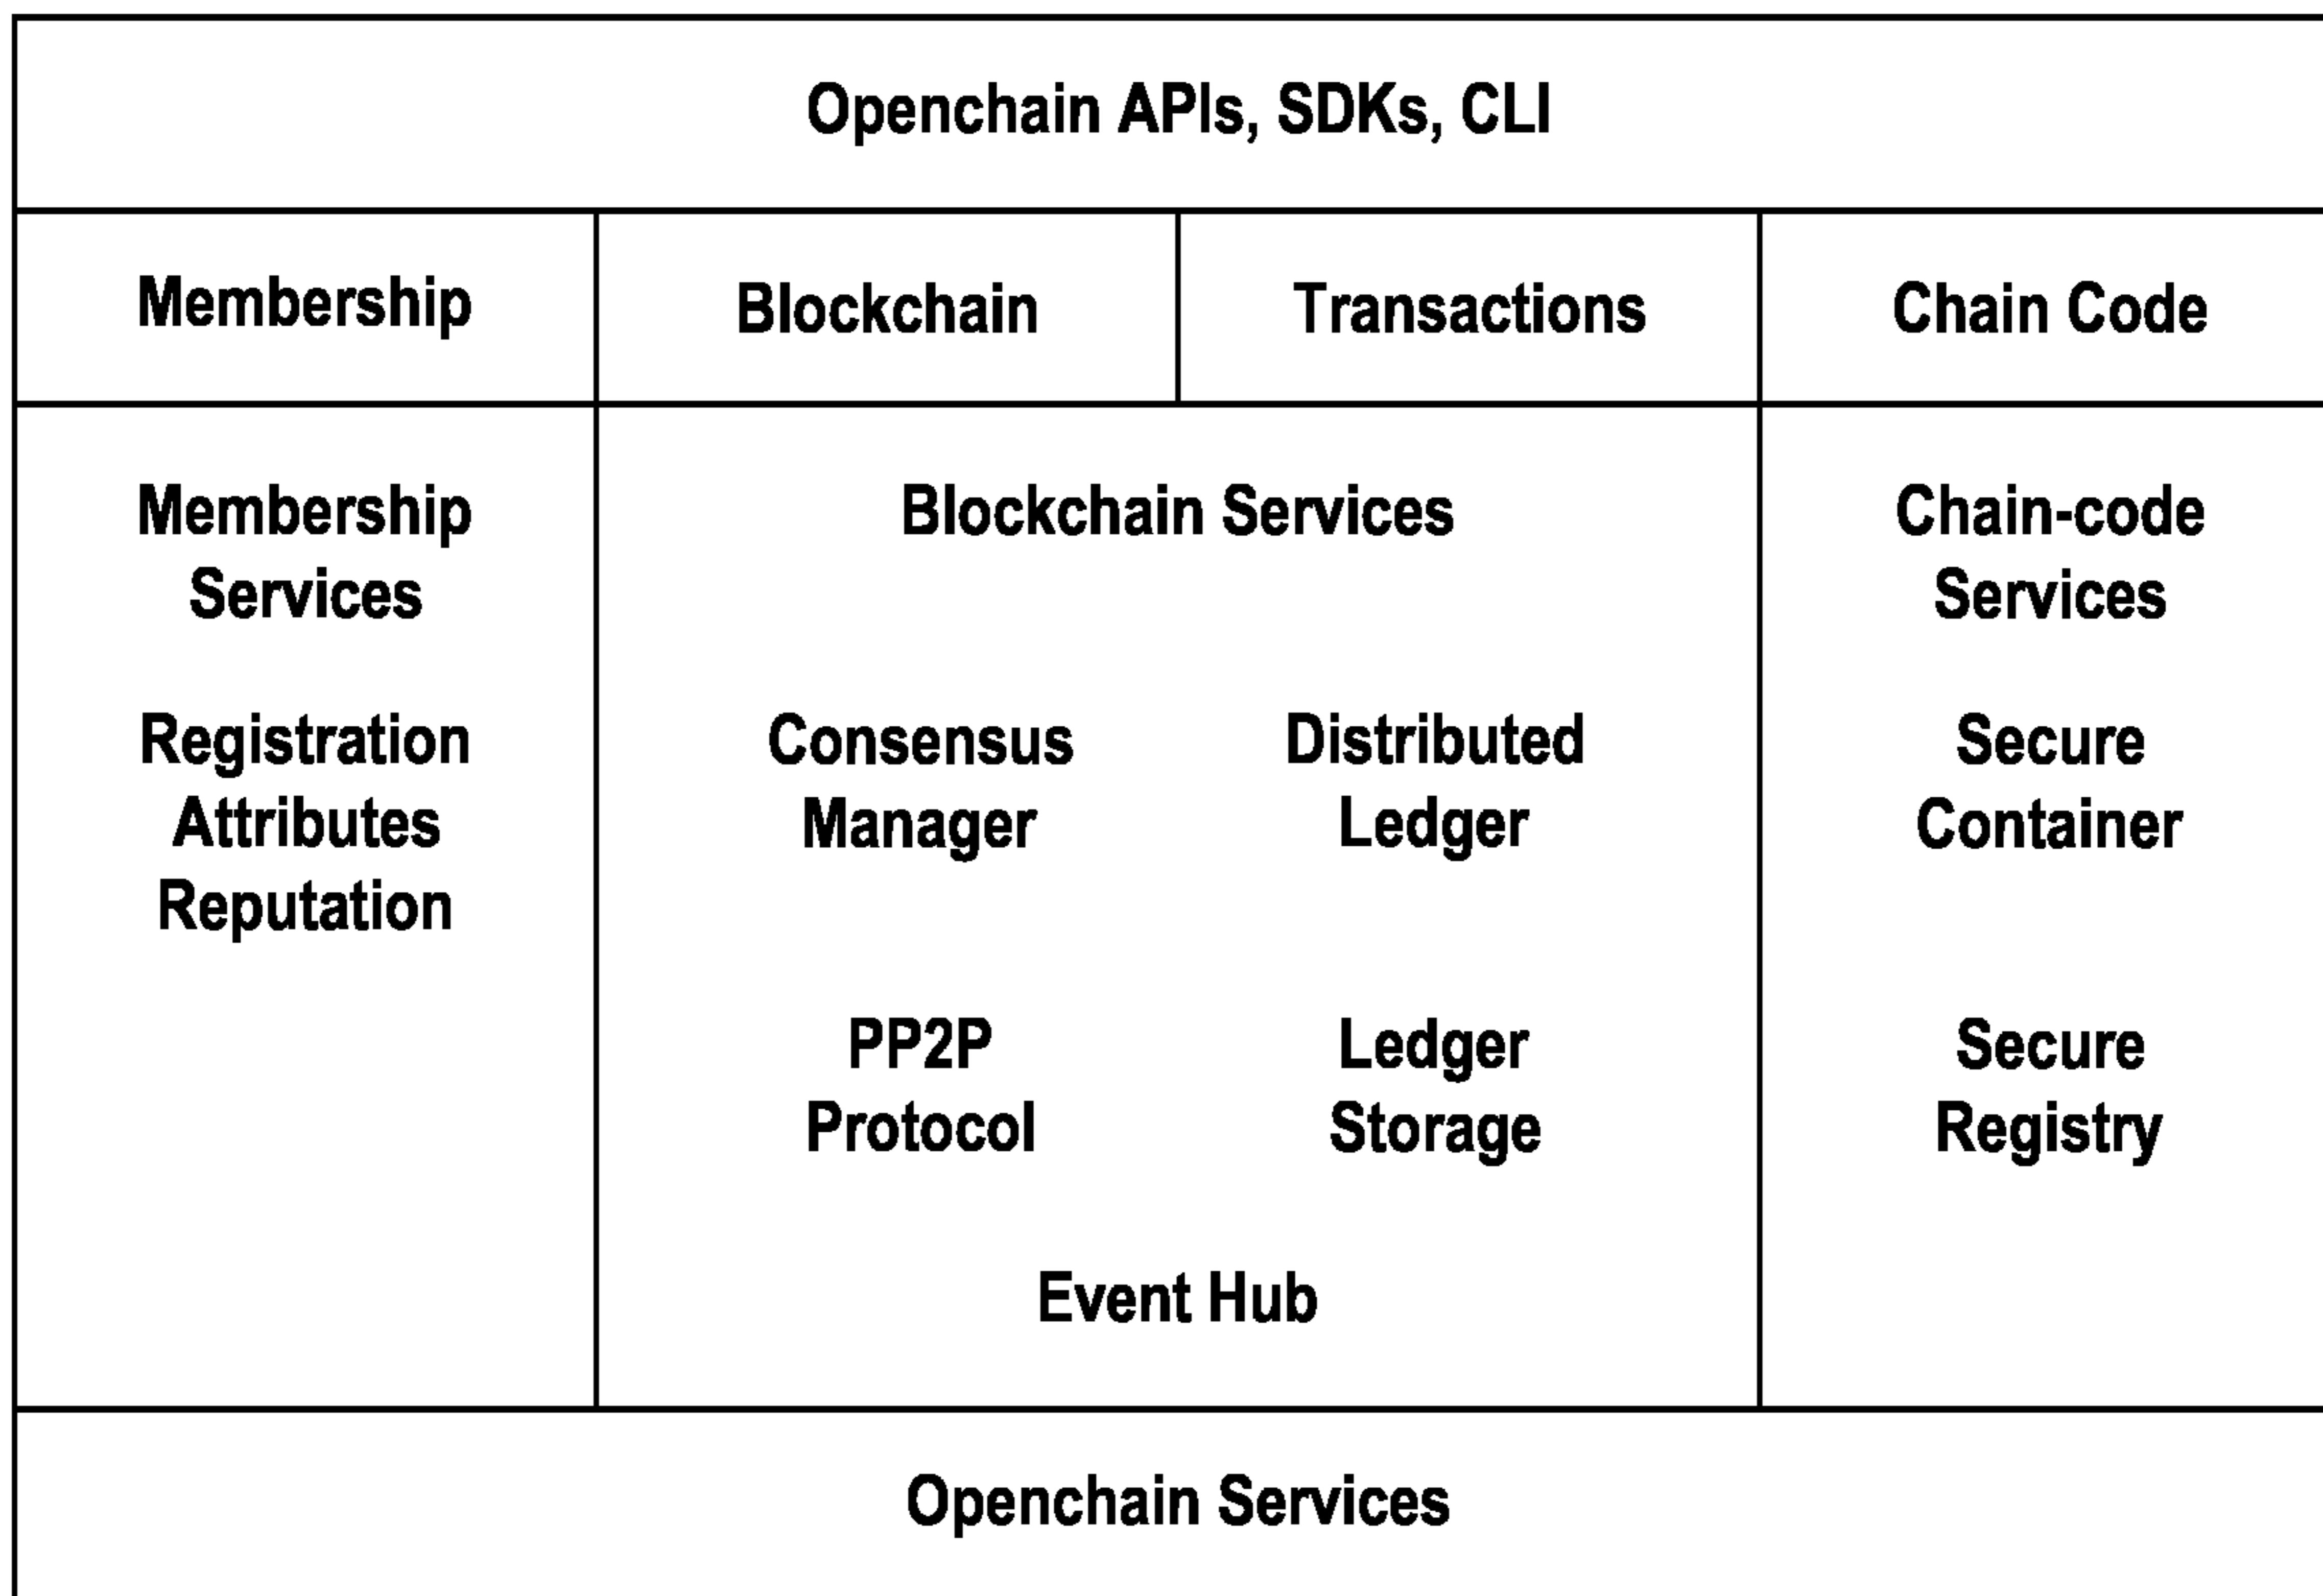 Openchain APIs, SDKs, CLI
Membership
Blockchain
Transactions
Chain Code
Membership
Services
Registration
Attributes
Reputation
Blockchain Services
Consensus
Manager
Distributed
Ledger
PP2P
Protocol
Ledger
Storage
Event Hub
Chain-code
Services
Secure
Container
Secure
Registry
Openchain Services